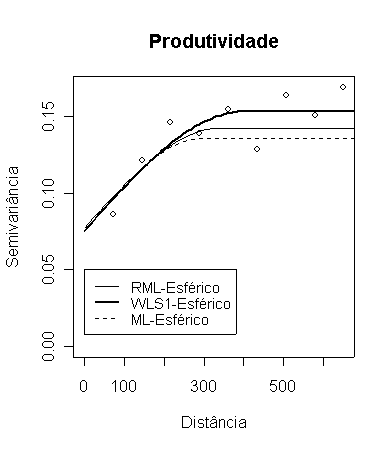 Produtividade
Semivariância
0.15
0.10
0.05
0.00
RML-Esférico
WLS1-Esférico
ML-Esférico
0 100 300 500
Distância